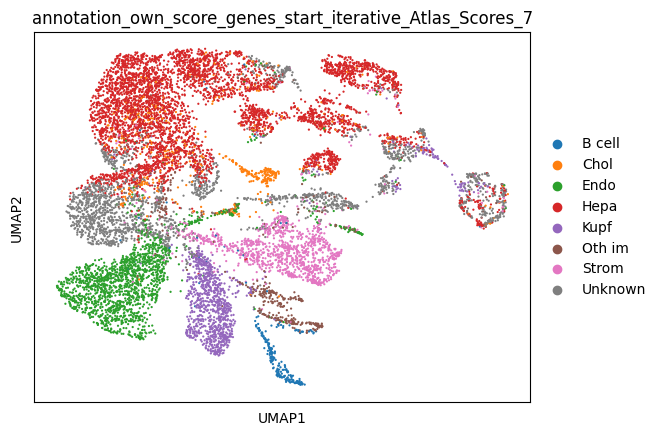 annotation_own_score_genes_start_iterative_Atlas_Scores_7
UMAP2
UMAP1
B cell
Chol
Endo
Hepa
Kupf
Oth im
Strom
Unknown